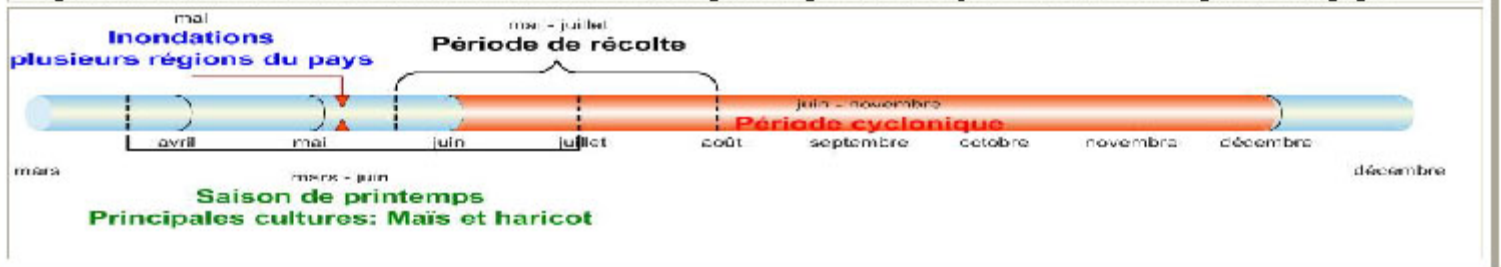 mai
Inondations
plusieurs régions du pays
mai - juillet
Période de récolte
juin - novembre
Période cyclonique
avril mai juin juillet août septembre octobre novembre décembre
mars
décembre
mars - juin
Saison de printemps
Principales cultures: Maïs et haricot